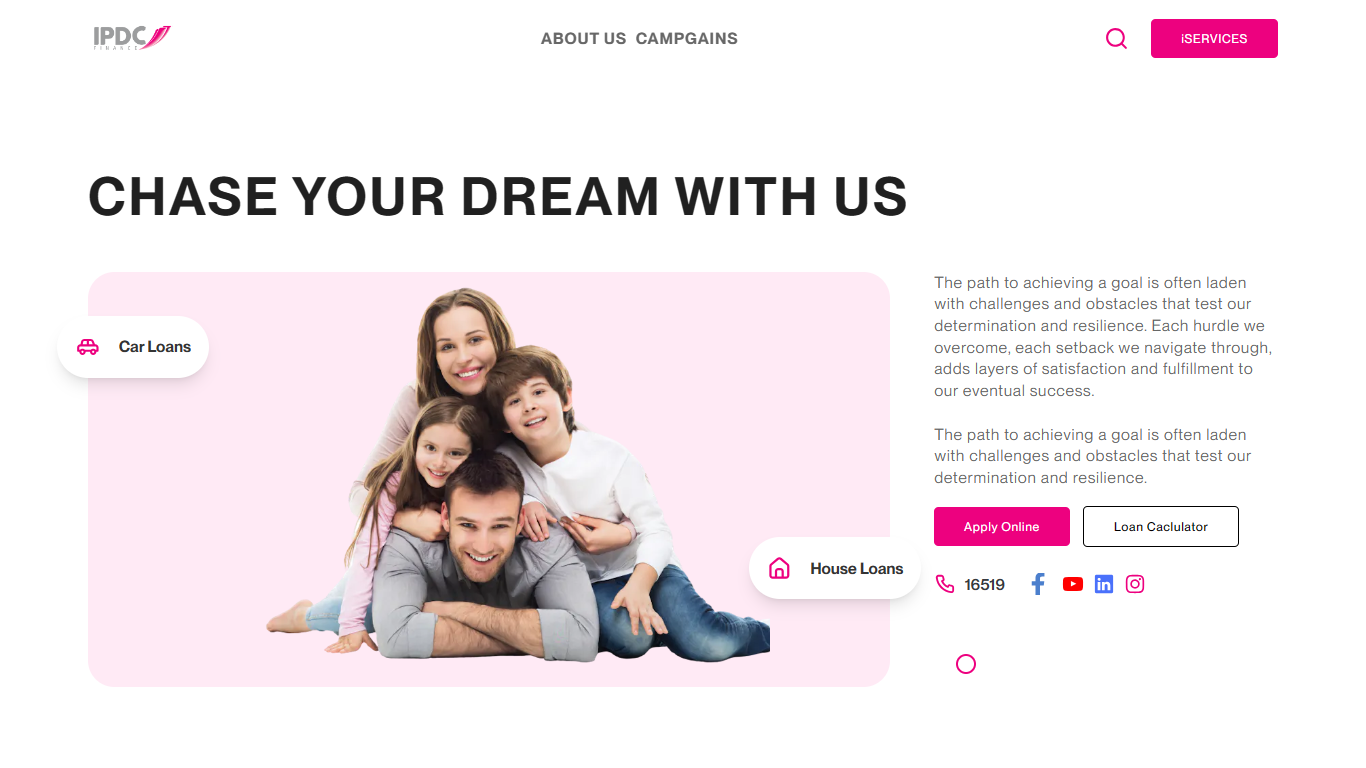 IPDC
FINANCE
ABOUT US CAMPGAINS
iSERVICES
CHASE YOUR DREAM WITH US
Car Loans
House Loans
The path to achieving a goal is often laden
with challenges and obstacles that test our
determination and resilience. Each hurdle we
overcome, each setback we navigate through,
adds layers of satisfaction and fulfillment to
our eventual success.
The path to achieving a goal is often laden
with challenges and obstacles that test our
determination and resilience.
Apply Online
Loan Caclulator
16519